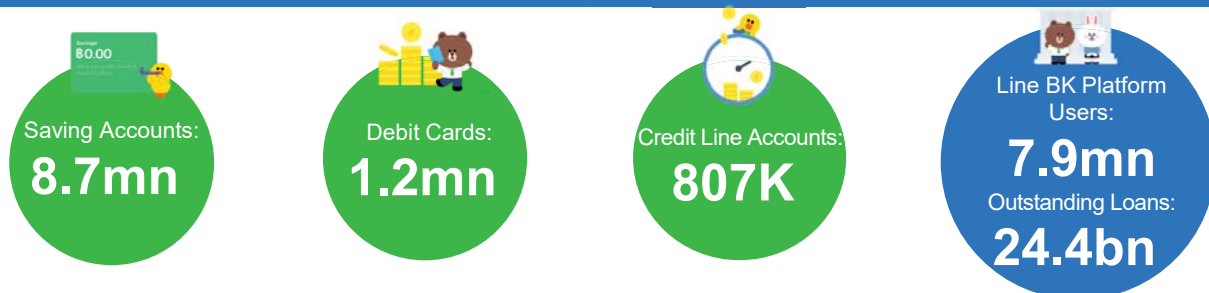 Savings
฿0.00
Saving Accounts:
8.7mn
Debit Cards:
1.2mn
Credit Line Accounts:
807K
Line BK Platform
Users:
7.9mn
Outstanding Loans:
24.4bn